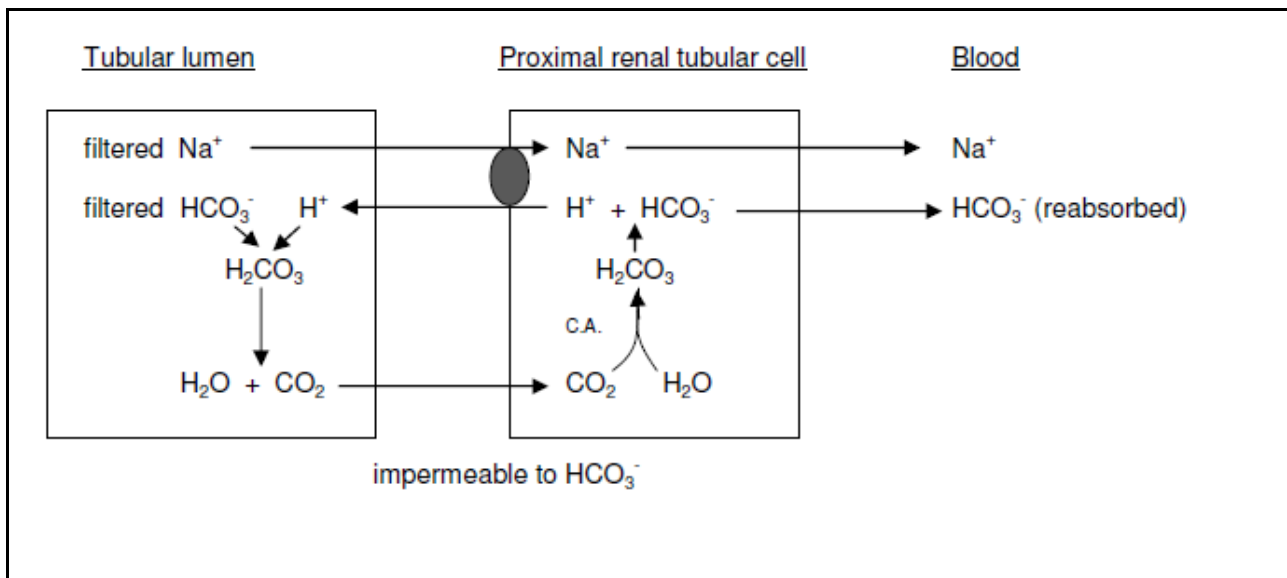 Tubular lumen Proximal renal tubular cell Blood
filtered Na⁺ Na⁺ Na⁺
filtered HCO₃⁻ H⁺ H⁺ + HCO₃⁻ HCO₃⁻ (reabsorbed)
H₂CO₃ H₂CO₃
C.A.
H₂O + CO₂ CO₂ H₂O
impermeable to HCO₃⁻